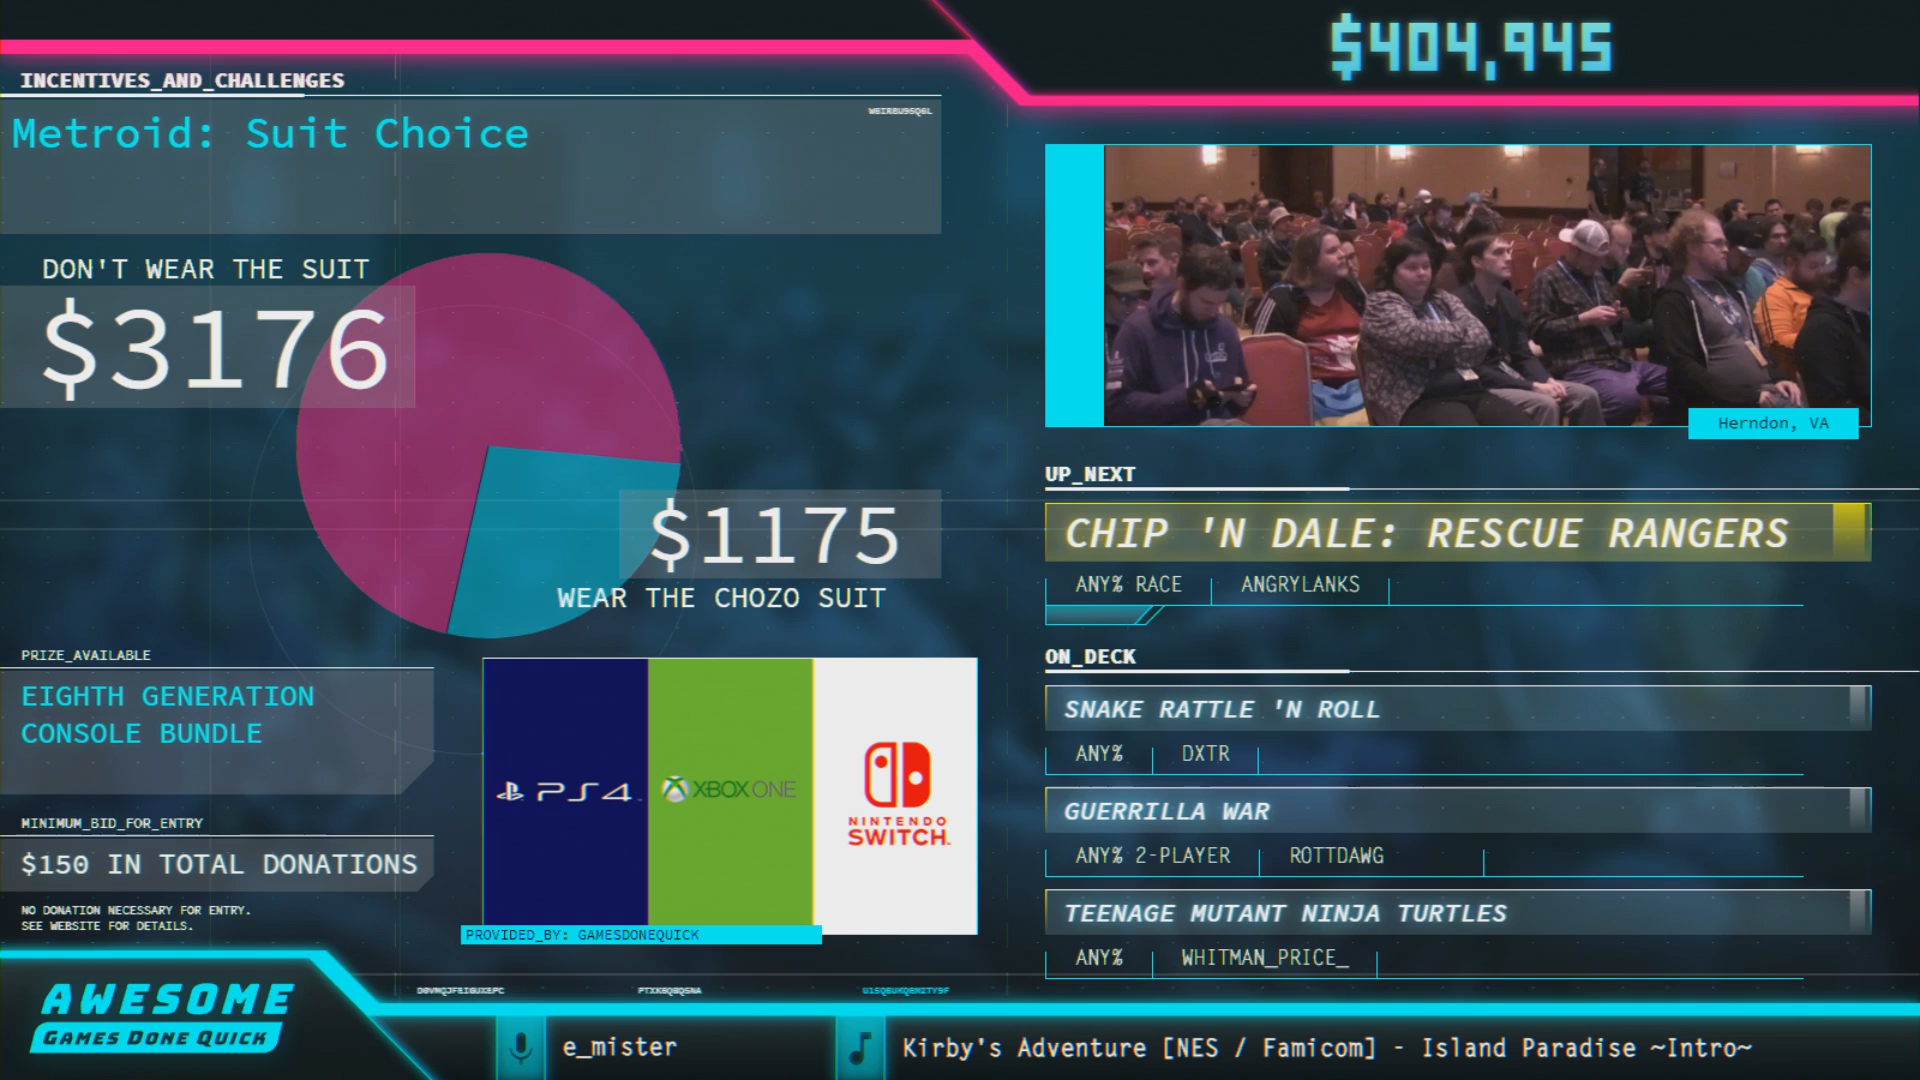 $404,945
INCENTIVES_AND_CHALLENGES
Metroid: Suit Choice
DON'T WEAR THE SUIT
$3176
$1175
WEAR THE CHOZO SUIT
PRIZE_AVAILABLE
EIGHTH GENERATION
CONSOLE BUNDLE
MINIMUM_BID_FOR_ENTRY
$150 IN TOTAL DONATIONS
NO DONATION NECESSARY FOR ENTRY.
SEE WEBSITE FOR DETAILS.
PS4
XBOX ONE
NINTENDO
SWITCH
PROVIDED_BY: GAMESDONEQUICK
Herndon, VA
UP_NEXT
CHIP 'N DALE: RESCUE RANGERS
ANY% RACE ANGRYLANKS
ON_DECK
SNAKE RATTLE 'N ROLL
ANY% DXTR
GUERRILLA WAR
ANY% 2-PLAYER ROTTDAWG
TEENAGE MUTANT NINJA TURTLES
ANY% WHITMAN_PRICE_
AWESOME
GAMES DONE QUICK
e_mister
Kirby's Adventure [NES / Famicom] - Island Paradise ~Intro~